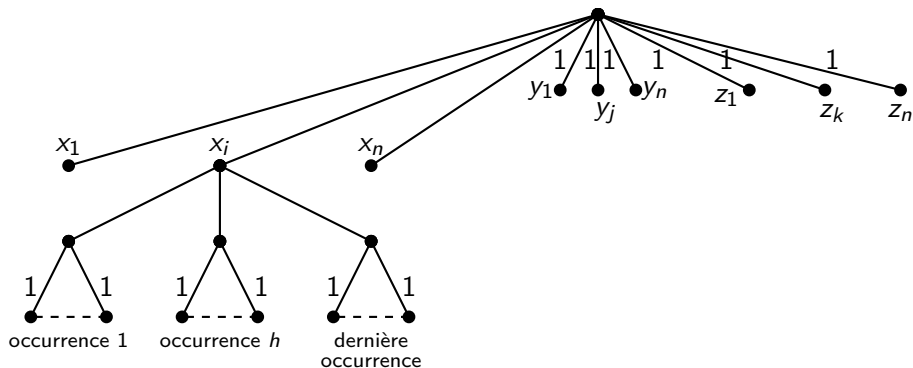 1 1 1 1 1 1
y₁ yⱼ yₙ z₁ zₖ zₙ
x₁ xᵢ xₙ
1 1 1 1 1 1
occurrence 1 occurrence h dernière
occurrence